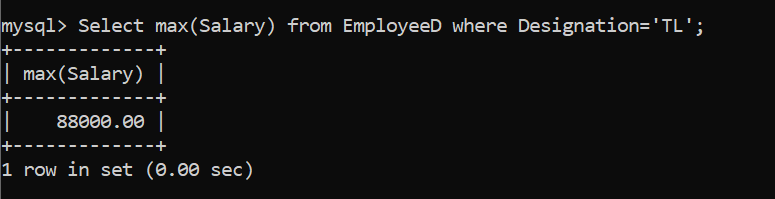 mysql> Select max(Salary) from EmployeeD where Designation='TL';
+-------------+
| max(Salary) |
+-------------+
|    88000.00 |
+-------------+
1 row in set (0.00 sec)